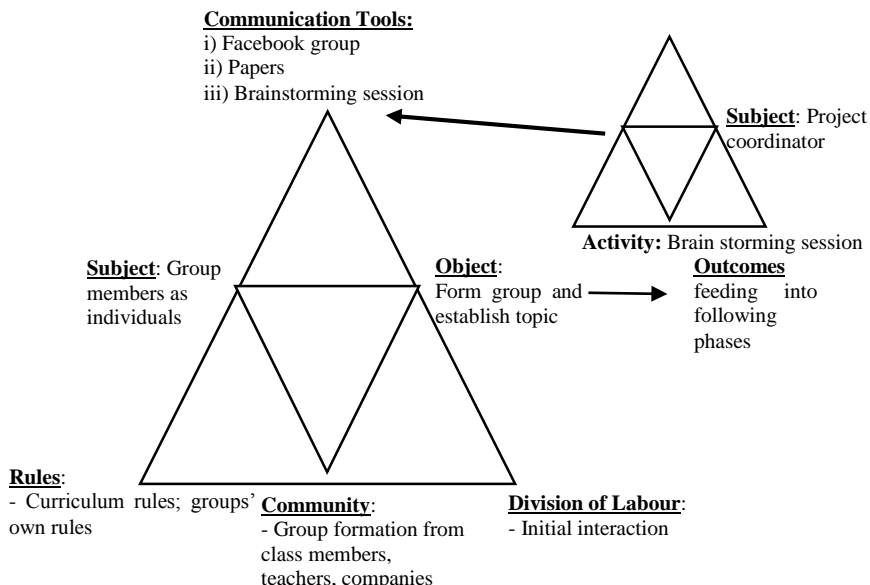 Communication Tools:
i) Facebook group
ii) Papers
iii) Brainstorming session
Subject: Project
coordinator
Activity: Brain storming session
Subject: Group
members as
individuals
Object:
Form group and
establish topic
Outcomes
feeding into
following
phases
Rules:
- Curriculum rules; groups’
own rules
Community:
- Group formation from
class members,
teachers, companies
Division of Labour:
- Initial interaction